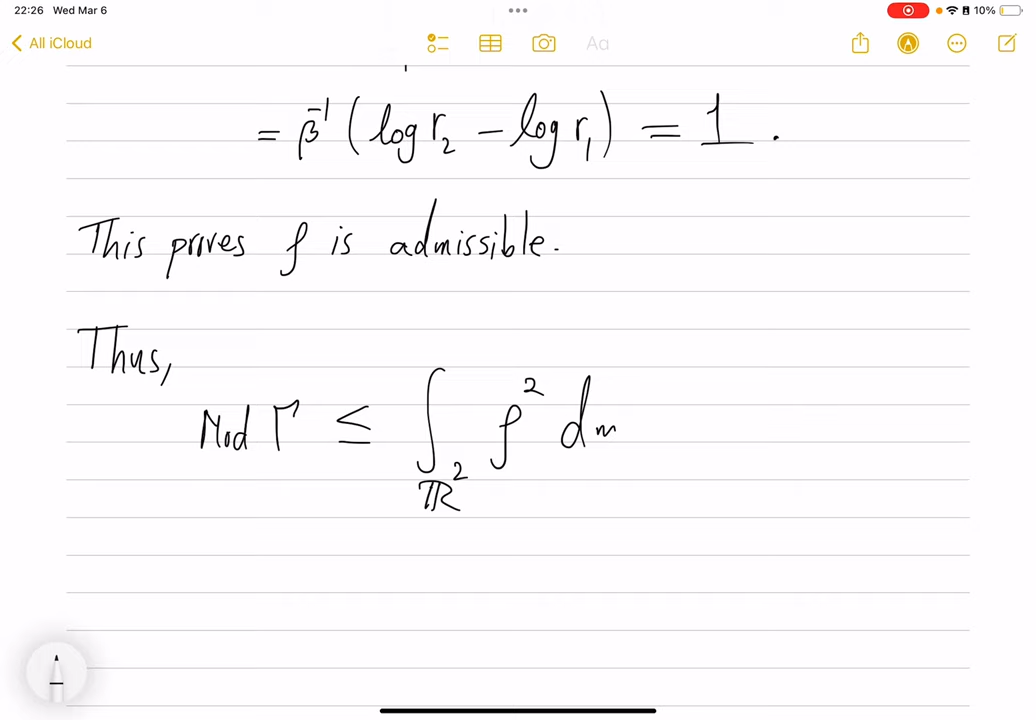 22:26 Wed Mar 6
10%
All iCloud
Aa
= β⁻¹ (log r₂ − log r₁) = 1.
This proves ρ is admissible.
Thus,
Mod Γ ≤ ∫_ℝ² ρ² dm